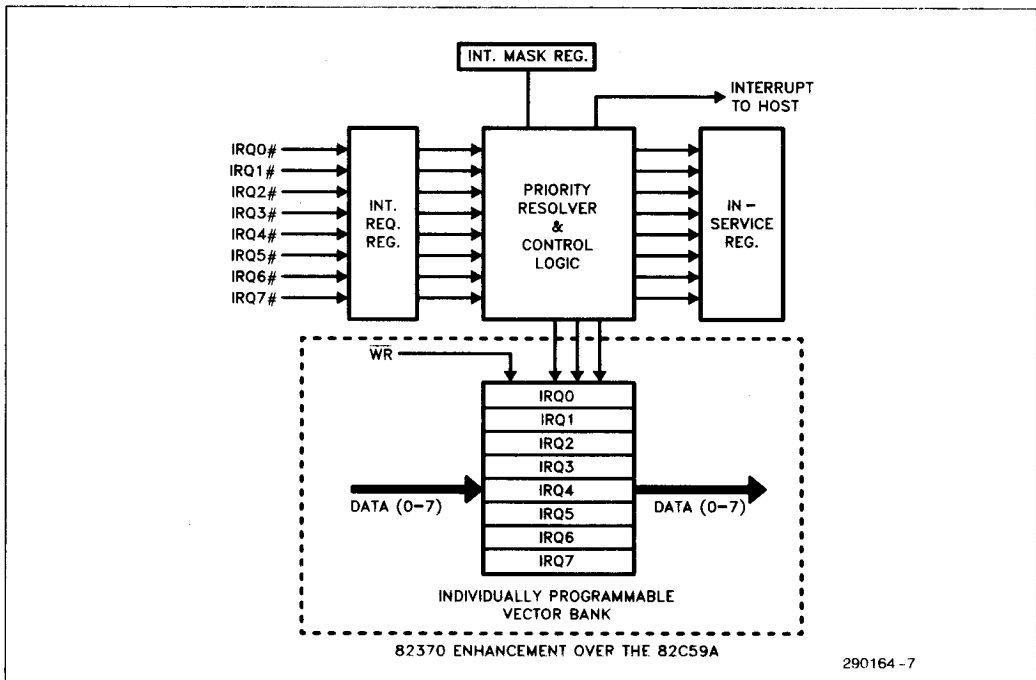 INT. MASK REG.
INTERRUPT
TO HOST
IRQ0#
IRQ1#
IRQ2#
IRQ3#
IRQ4#
IRQ5#
IRQ6#
IRQ7#
INT.
REQ.
REG.
PRIORITY
RESOLVER
&
CONTROL
LOGIC
IN-
SERVICE
REG.
WR
IRQ0
IRQ1
IRQ2
IRQ3
IRQ4
IRQ5
IRQ6
IRQ7
DATA (0-7)
DATA (0-7)
INDIVIDUALLY PROGRAMMABLE
VECTOR BANK
82370 ENHANCEMENT OVER THE 82C59A
290164-7